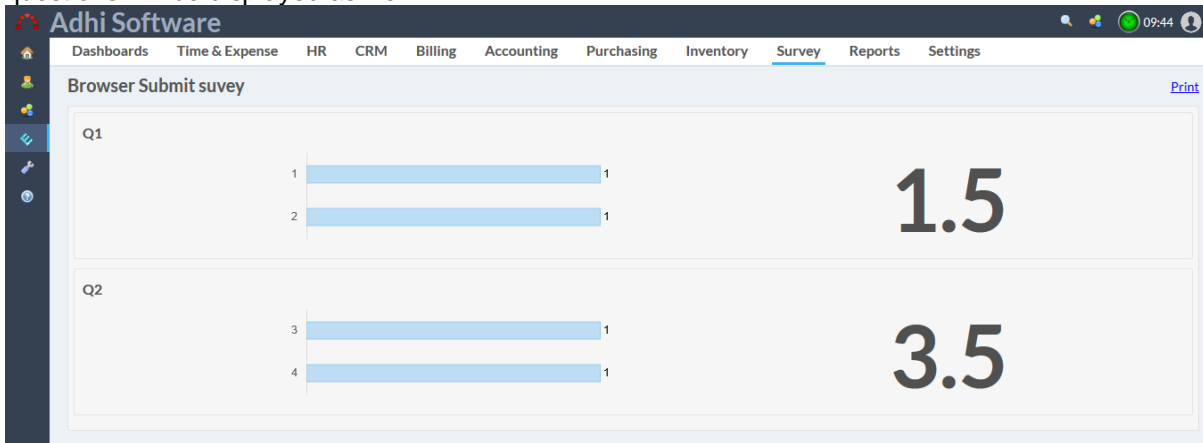 Adhi Software
09:44
Dashboards Time & Expense HR CRM Billing Accounting Purchasing Inventory Survey Reports Settings
Browser Submit suvey
Print
Q1
1
1
2
1
1.5
Q2
3
1
4
1
3.5